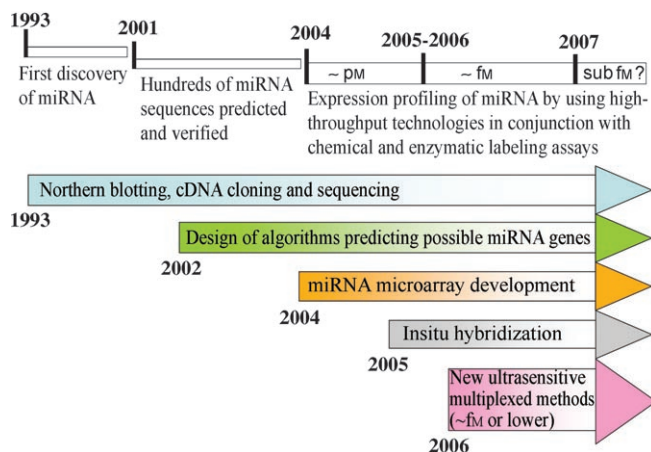 1993
2001
2004
2005-2006
2007
~ pM
~ fM
sub fM?
First discovery
of miRNA
Hundreds of miRNA
sequences predicted
and verified
Expression profiling of miRNA by using high-
throughput technologies in conjunction with
chemical and enzymatic labeling assays
Northern blotting, cDNA cloning and sequencing
1993
Design of algorithms predicting possible miRNA genes
2002
miRNA microarray development
2004
Insitu hybridization
2005
New ultrasensitive
multiplexed methods
(~fM or lower)
2006